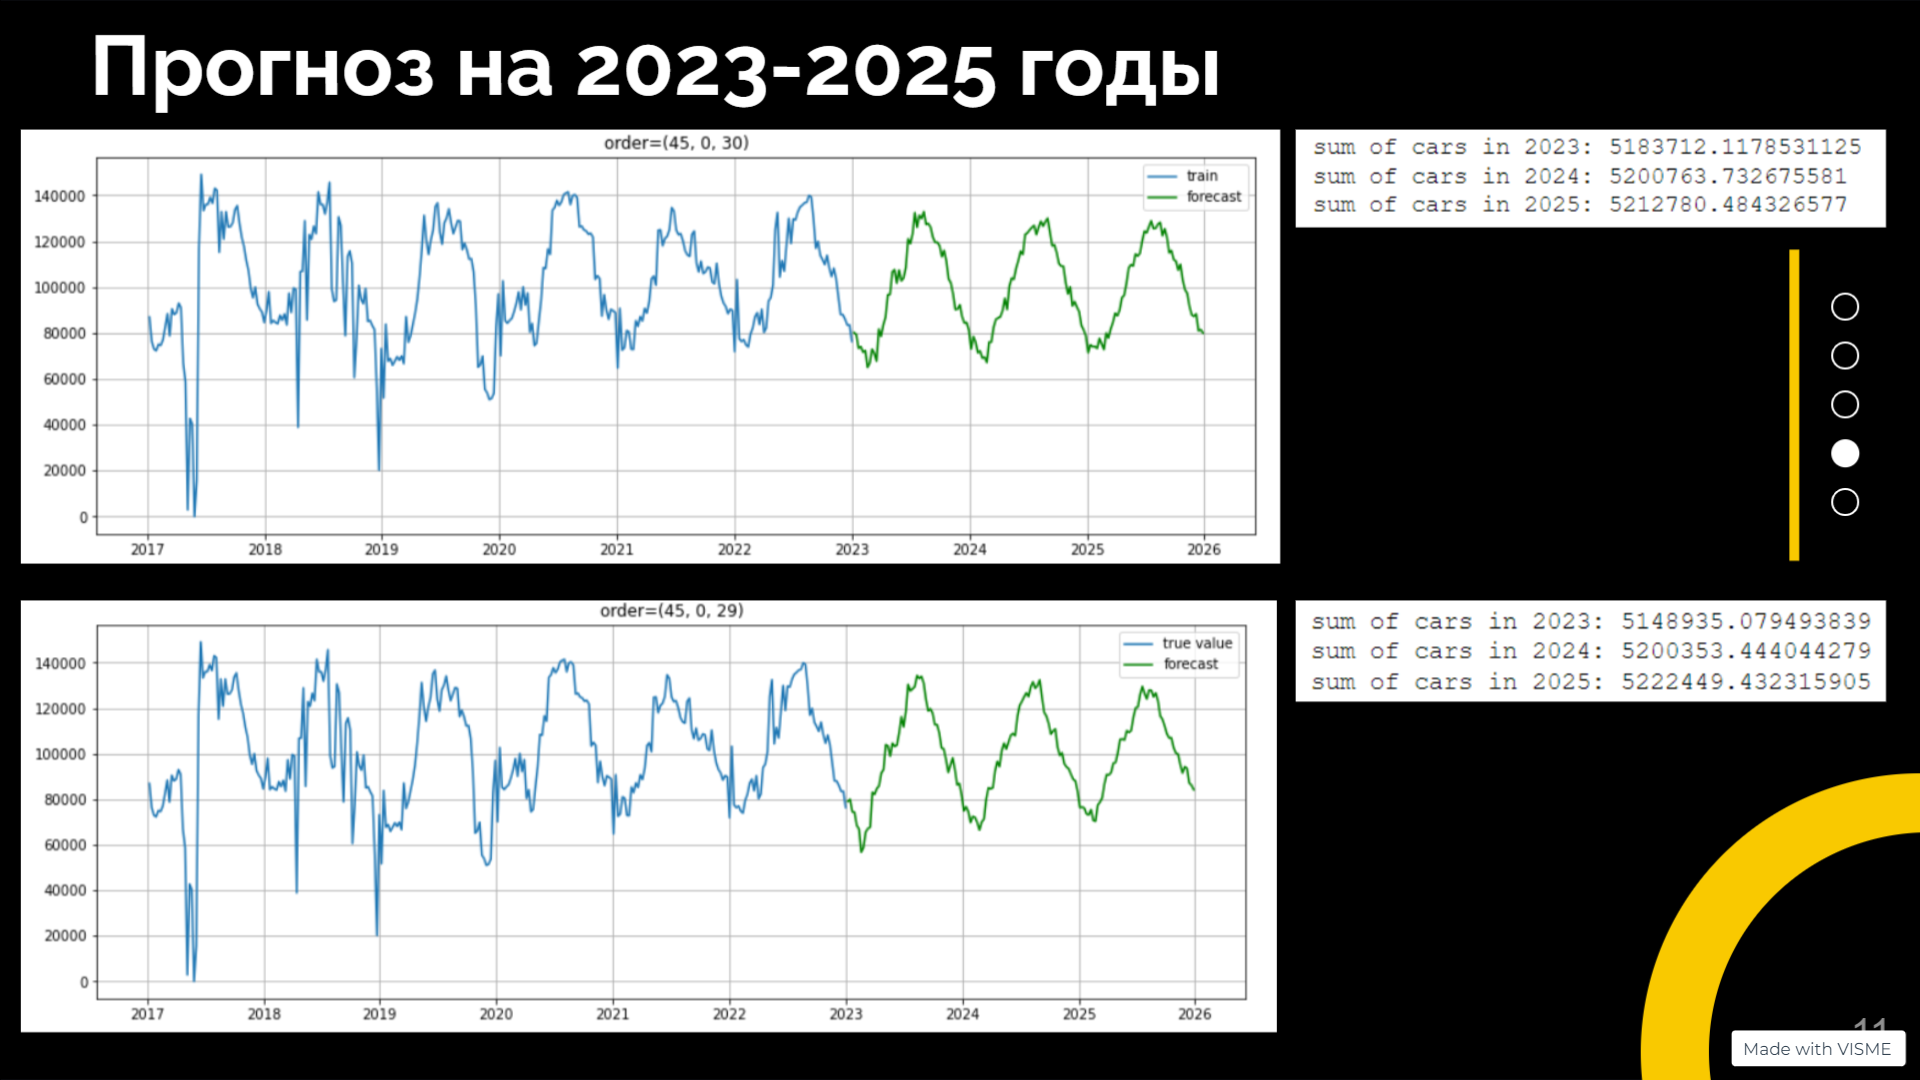 Прогноз на 2023-2025 годы
order=(45, 0, 30)
train
forecast
140000
120000
100000
80000
60000
40000
20000
0
2017 2018 2019 2020 2021 2022 2023 2024 2025 2026
sum of cars in 2023: 5183712.1178531125
sum of cars in 2024: 5200763.732675581
sum of cars in 2025: 5212780.484326577
order=(45, 0, 29)
true value
forecast
140000
120000
100000
80000
60000
40000
20000
0
2017 2018 2019 2020 2021 2022 2023 2024 2025 2026
sum of cars in 2023: 5148935.079493839
sum of cars in 2024: 5200353.444044279
sum of cars in 2025: 5222449.432315905
11
Made with VISME